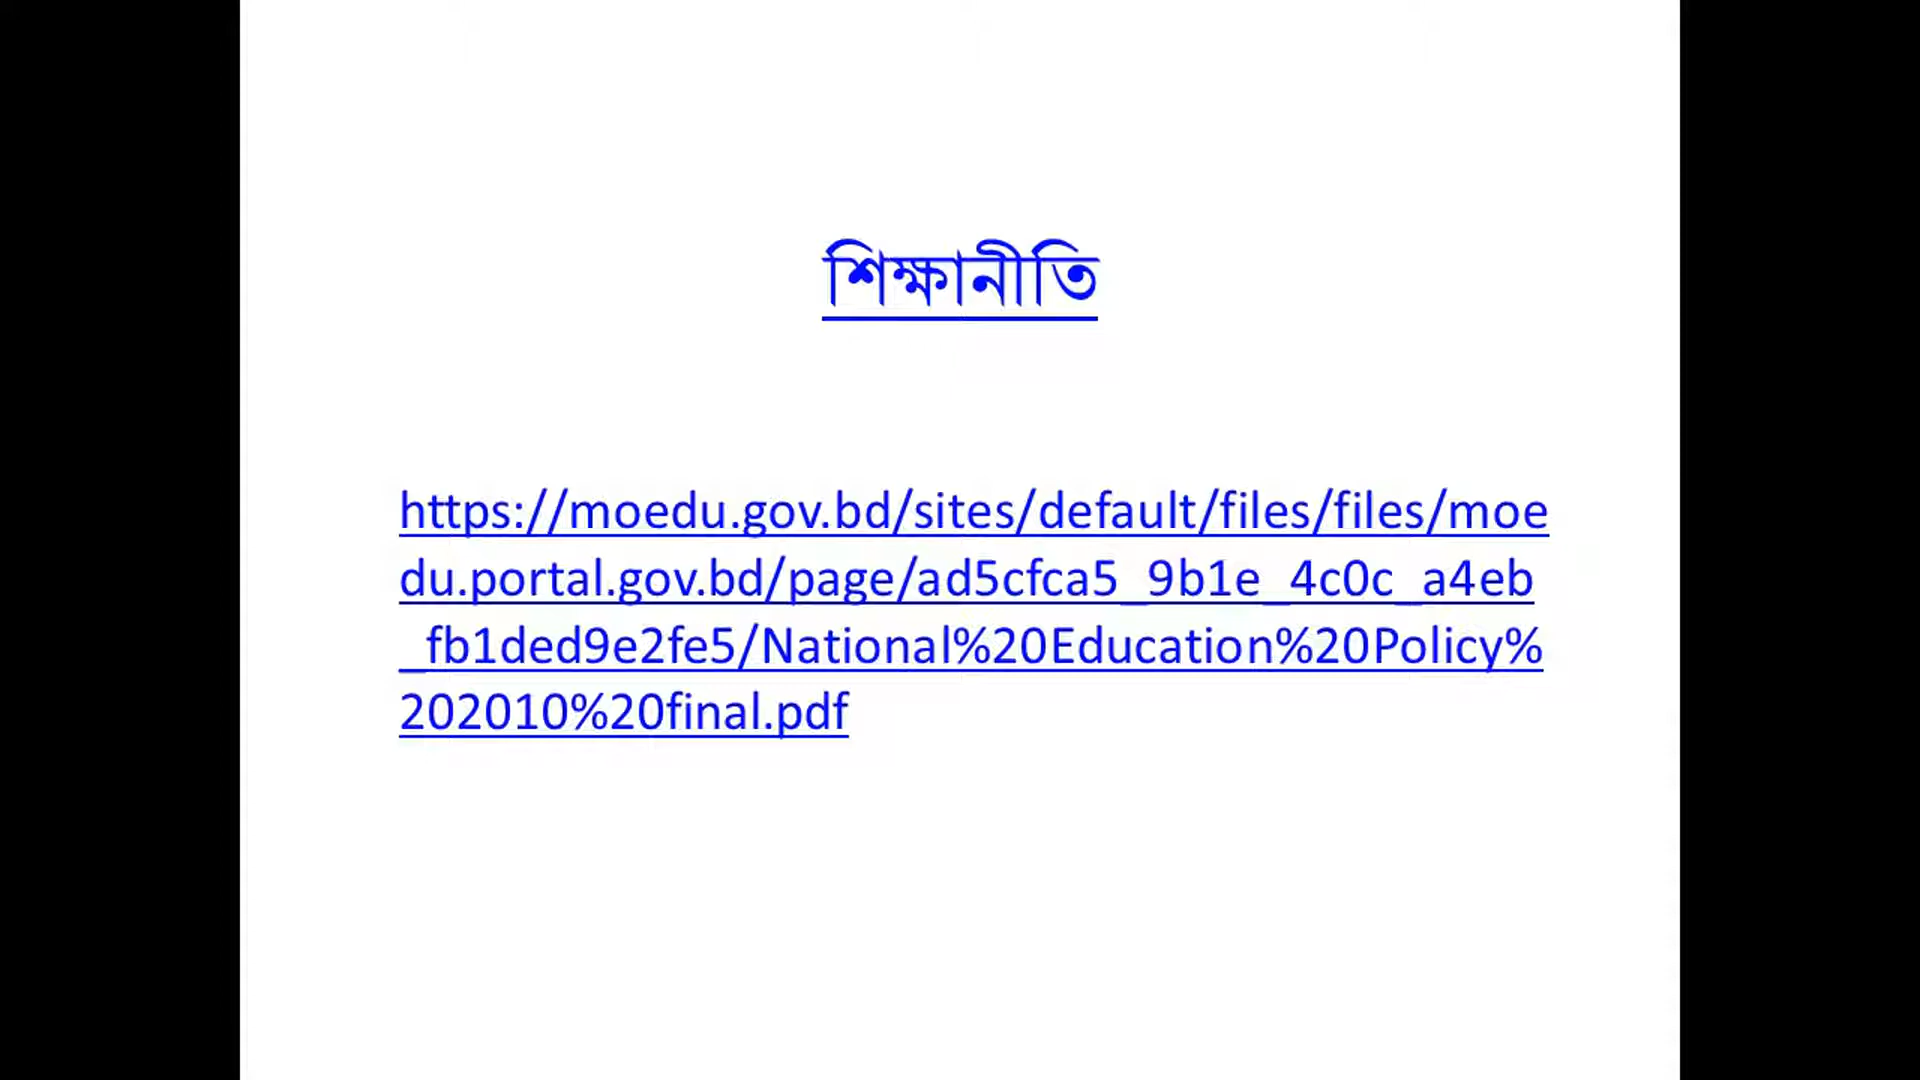 শিক্ষানীতি
https://moedu.gov.bd/sites/default/files/files/moe
du.portal.gov.bd/page/ad5cfca5_9b1e_4c0c_a4eb
_fb1ded9e2fe5/National%20Education%20Policy%
202010%20final.pdf